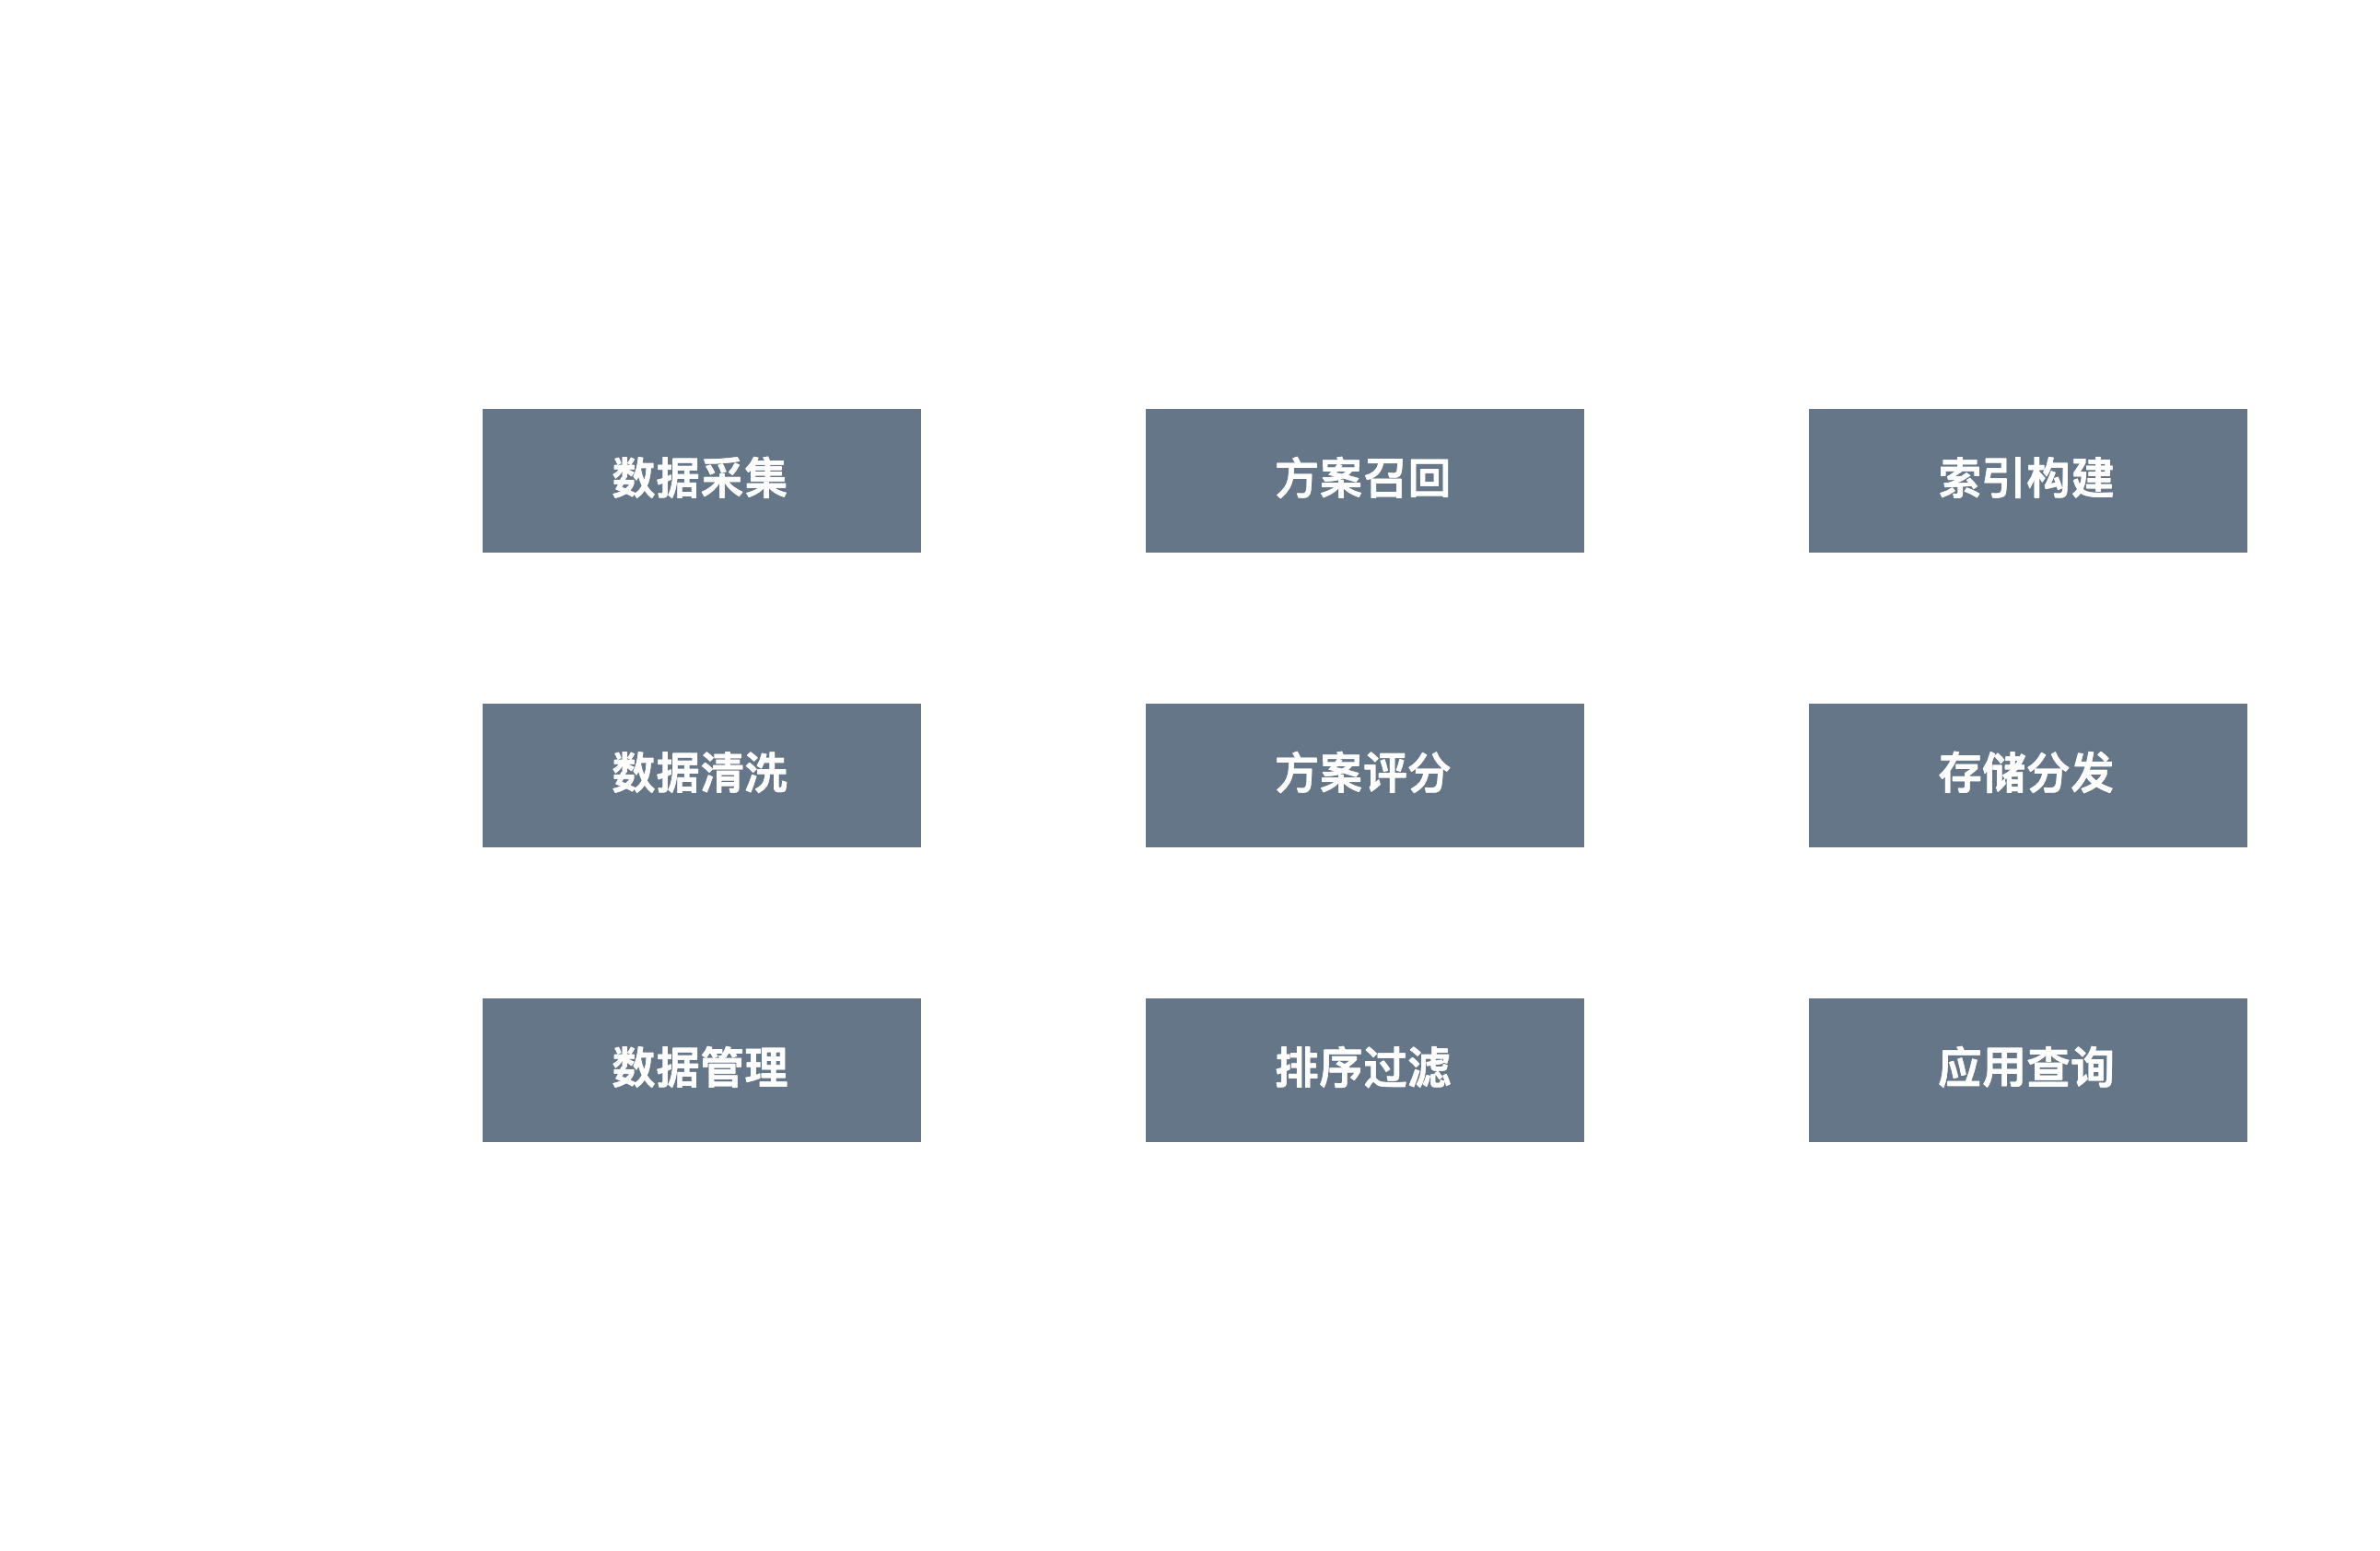 数据采集
方案召回
索引构建
数据清洗
方案评分
存储分发
数据管理
排序过滤
应用查询